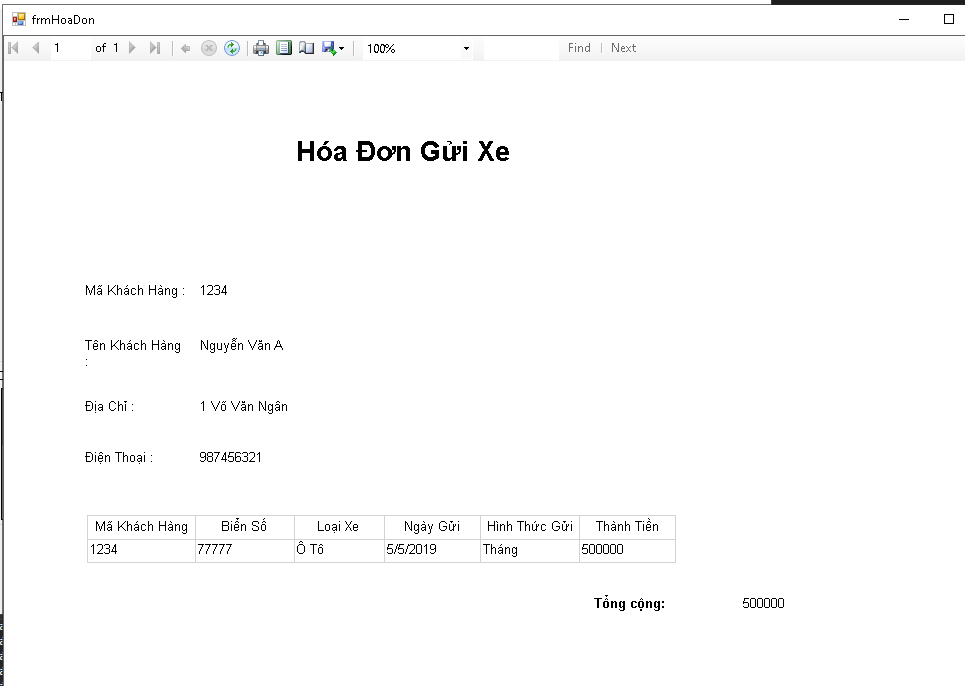 frmHoaDon
1 of 1 100% Find | Next
Hóa Đơn Gửi Xe
Mã Khách Hàng : 1234
Tên Khách Hàng Nguyễn Văn A
:
Địa Chỉ : 1 Võ Văn Ngân
Điện Thoại : 987456321
Mã Khách Hàng Biển Số Loại Xe Ngày Gửi Hình Thức Gửi Thành Tiền
1234 77777 Ô Tô 5/5/2019 Tháng 500000
Tổng cộng: 500000